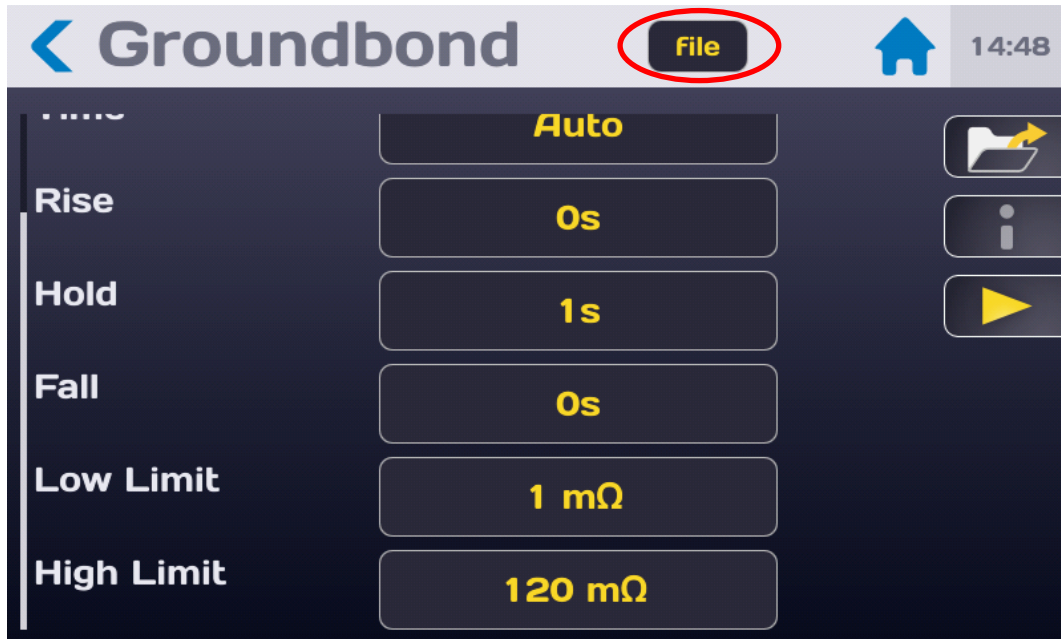 Groundbond file 14:48
Time Auto
Rise 0s
Hold 1s
Fall 0s
Low Limit 1 mΩ
High Limit 120 mΩ